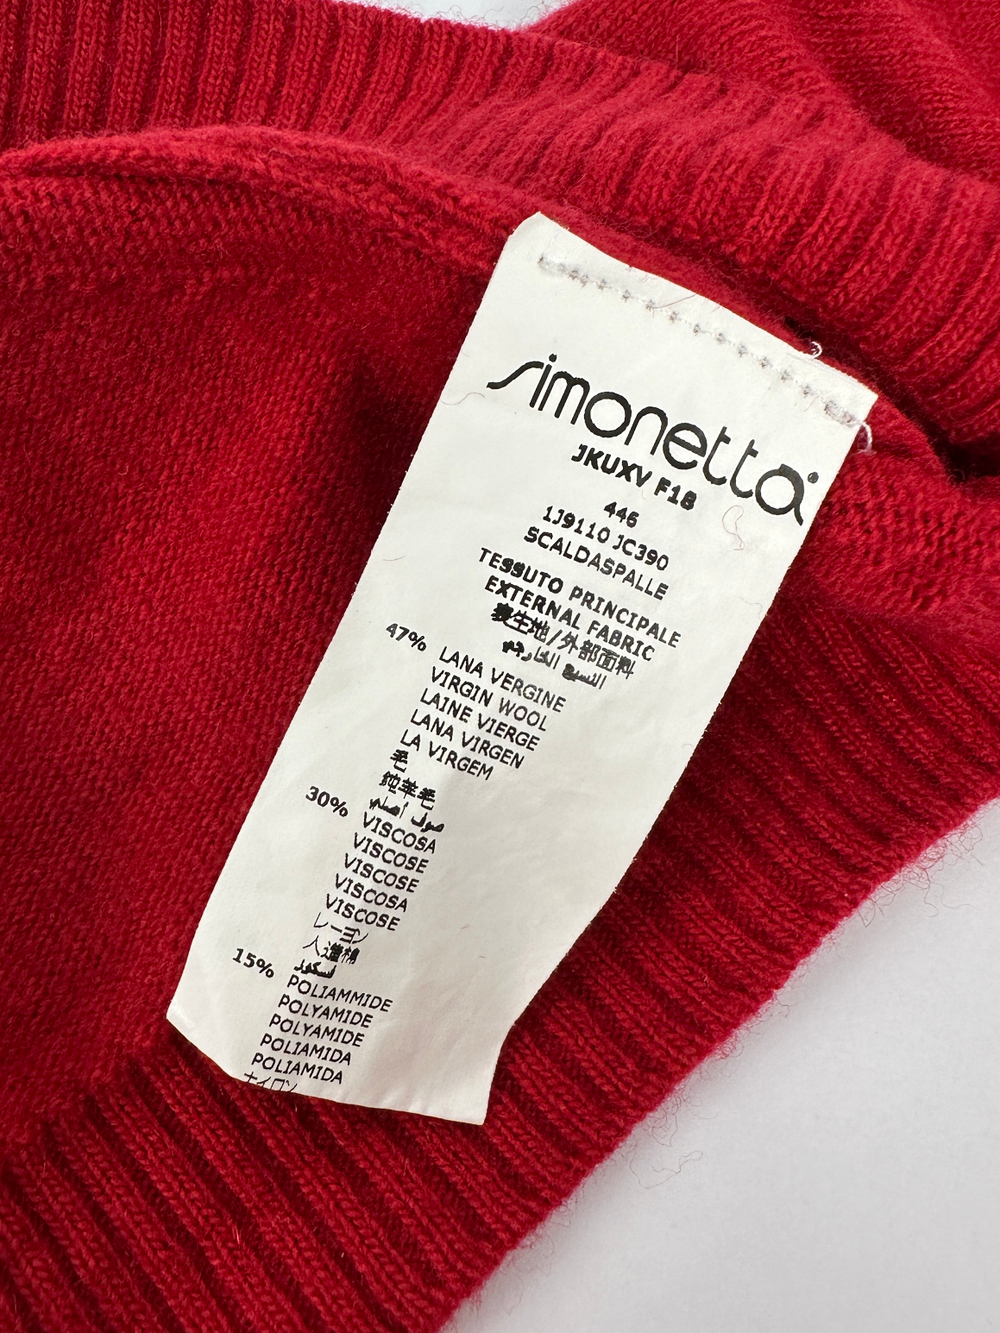 simonetta
JKUXV F18
446
1J9110 JC390
SCALDASPALLE
TESSUTO PRINCIPALE
EXTERNAL FABRIC
表生地/外部面料
النسيج الخارجي
47% LANA VERGINE
VIRGIN WOOL
LAINE VIERGE
LANA VIRGEN
LA VIRGEM
毛
純羊毛
صوف أصلي
30% VISCOSA
VISCOSE
VISCOSE
VISCOSA
VISCOSE
レーヨン
人造棉
15% POLIAMMIDE
POLYAMIDE
POLYAMIDE
POLIAMIDA
POLIAMIDA
ナイロン